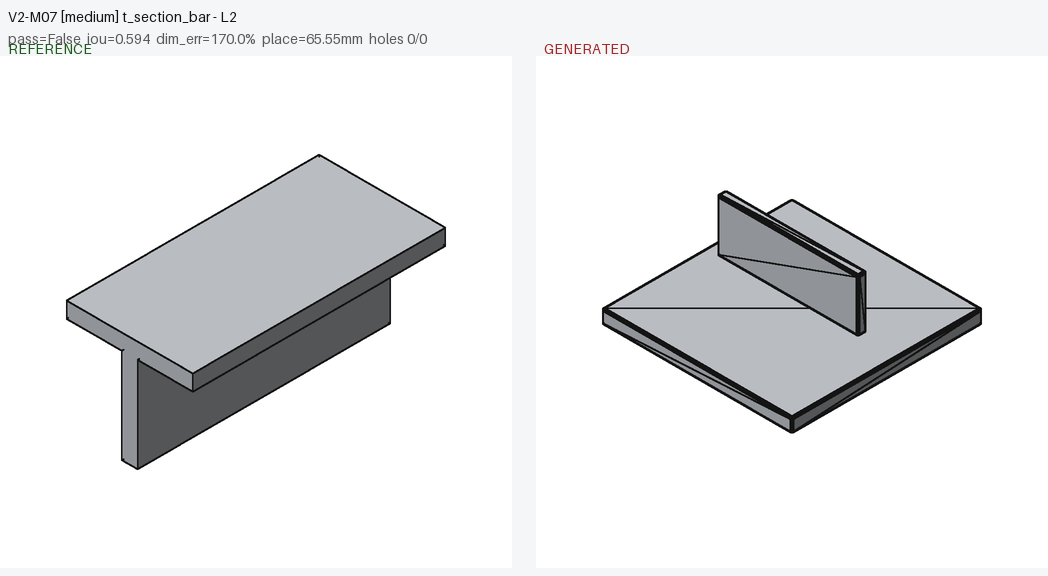 V2-M07 [medium] t_section_bar - L2
pass=False iou=0.594 dim_err=170.0% place=65.55mm holes 0/0
REFERENCE
GENERATED